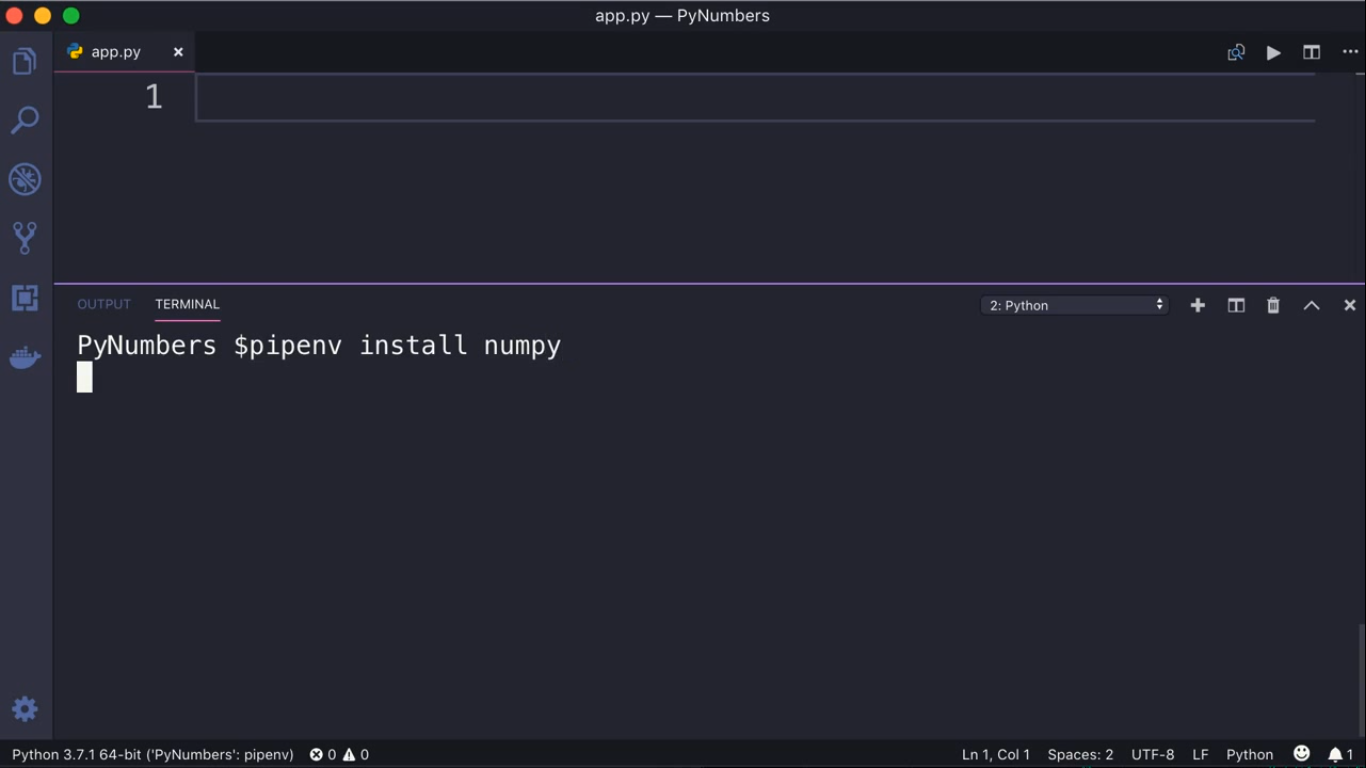 app.py — PyNumbers
app.py
1
OUTPUT TERMINAL 2: Python
PyNumbers $pipenv install numpy
Python 3.7.1 64-bit ('PyNumbers': pipenv) 0 0 Ln 1, Col 1 Spaces: 2 UTF-8 LF Python 1